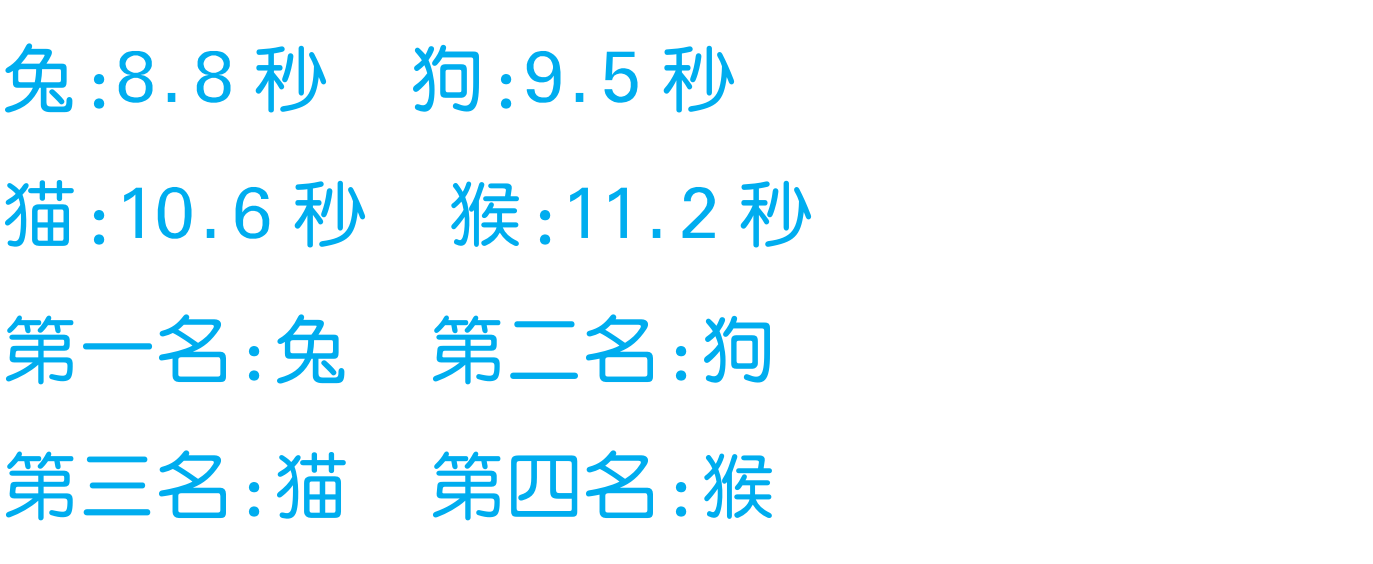 兔:8.8秒 狗:9.5秒
猫:10.6秒 猴:11.2秒
第一名:兔 第二名:狗
第三名:猫 第四名:猴